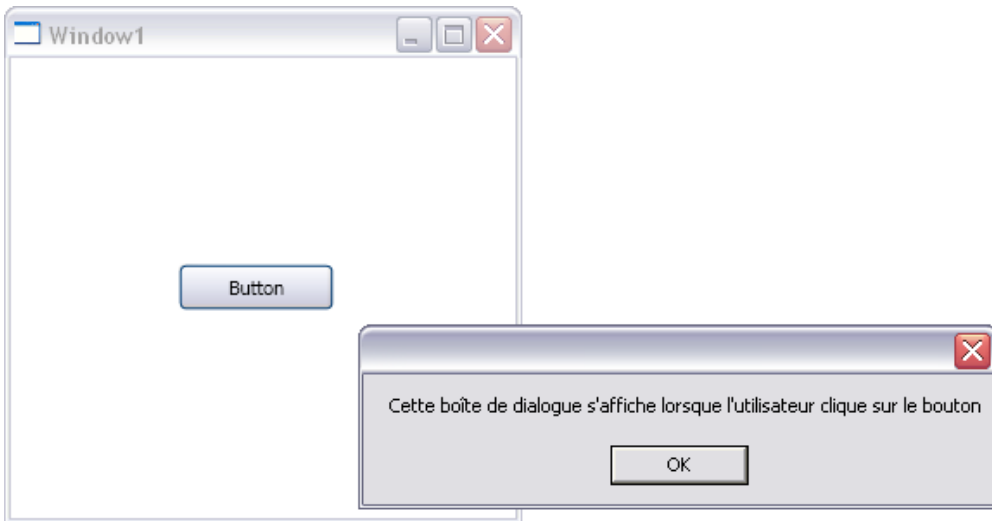 Window1
Button
Cette boîte de dialogue s'affiche lorsque l'utilisateur clique sur le bouton
OK